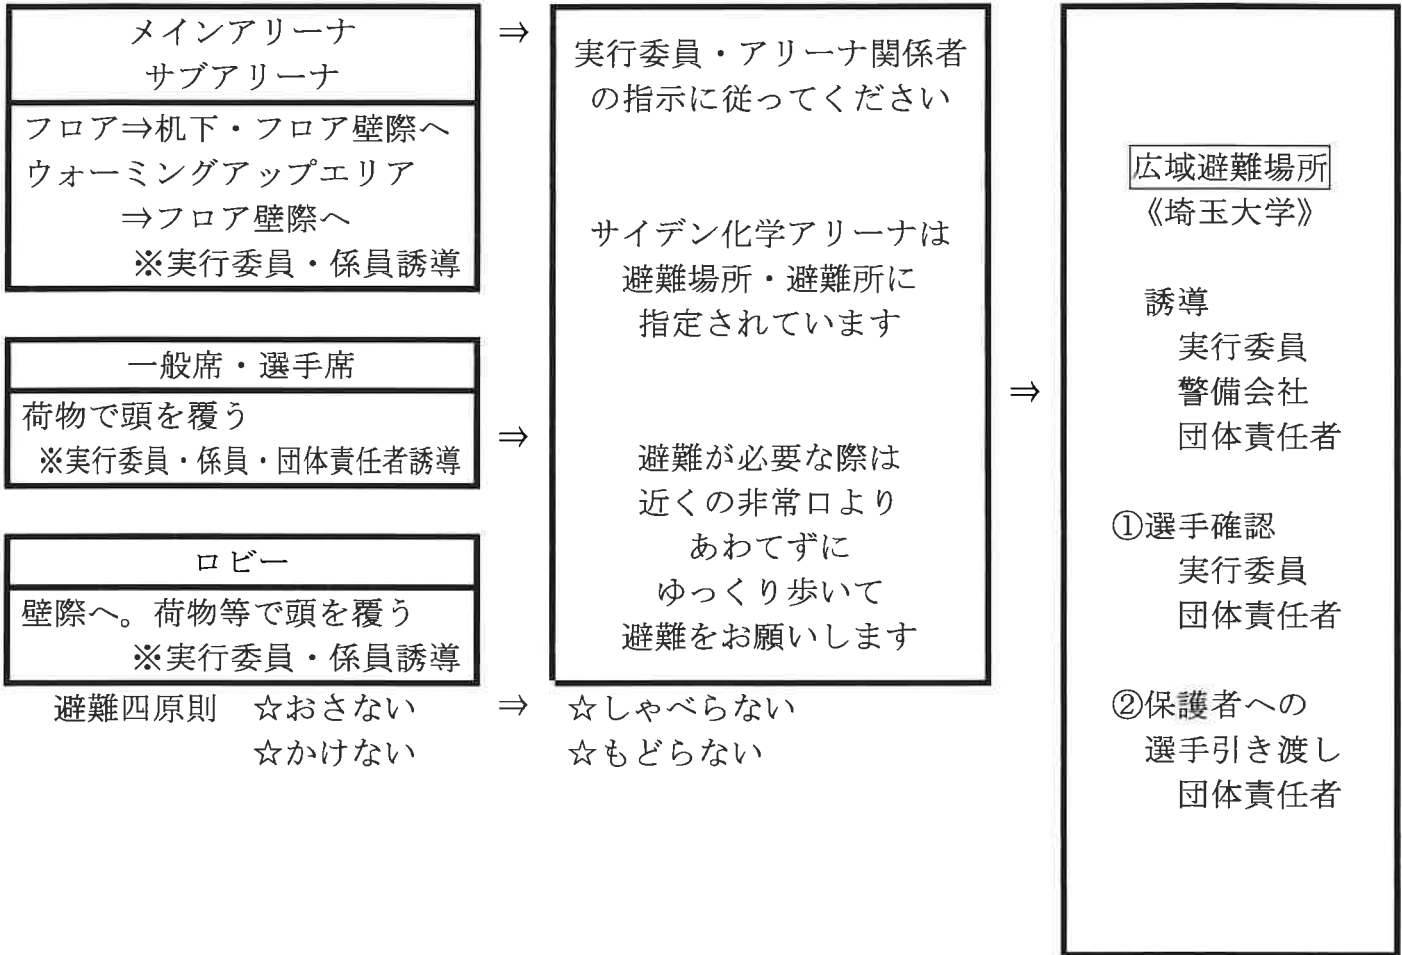 メインアリーナ
サブアリーナ
フロア⇒机下・フロア壁際へ
ウォーミングアップエリア
⇒フロア壁際へ
※実行委員・係員誘導
一般席・選手席
荷物で頭を覆う
※実行委員・係員・団体責任者誘導
ロビー
壁際へ。荷物等で頭を覆う
※実行委員・係員誘導
⇒
⇒
実行委員・アリーナ関係者
の指示に従ってください
サイデン化学アリーナは
避難場所・避難所に
指定されています
避難が必要な際は
近くの非常口より
あわてずに
ゆっくり歩いて
避難をお願いします
⇒
広域避難場所
《埼玉大学》
誘導
実行委員
警備会社
団体責任者
①選手確認
実行委員
団体責任者
②保護者への
選手引き渡し
団体責任者
避難四原則 ☆おさない ⇒ ☆しゃべらない
☆かけない ☆もどらない